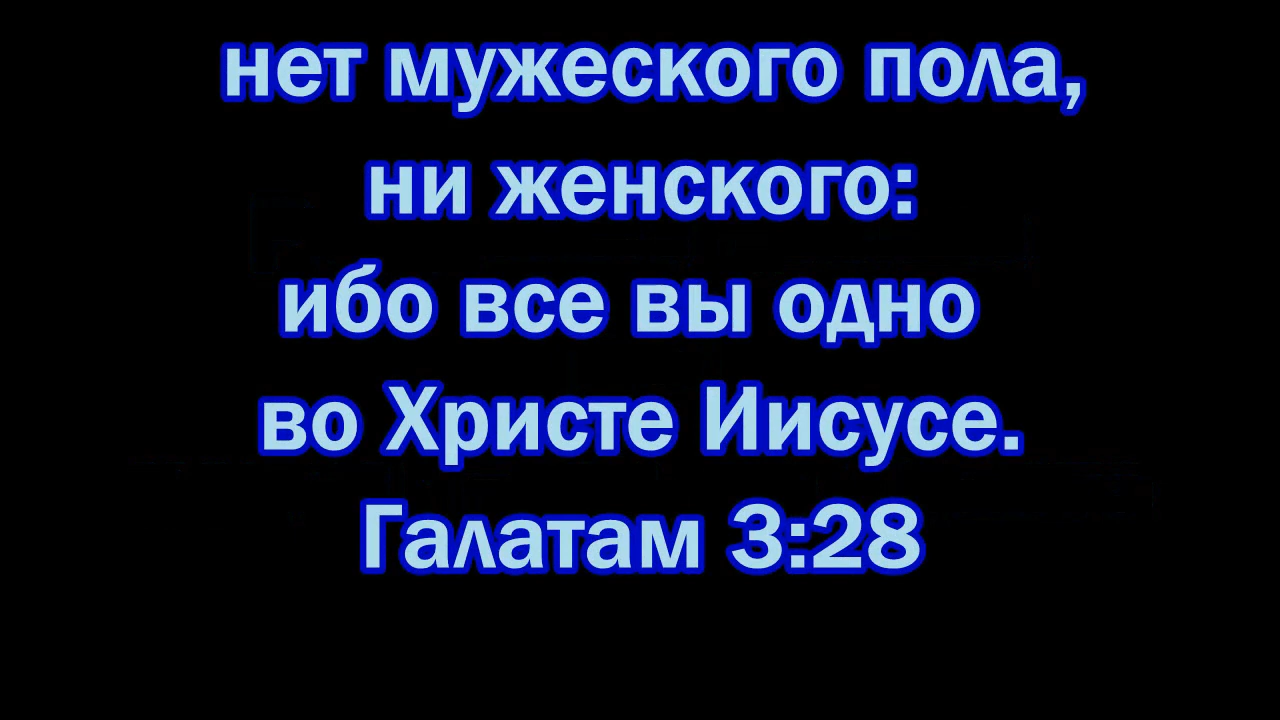 нет мужеского пола,
ни женского:
ибо все вы одно
во Христе Иисусе.
Галатам 3:28